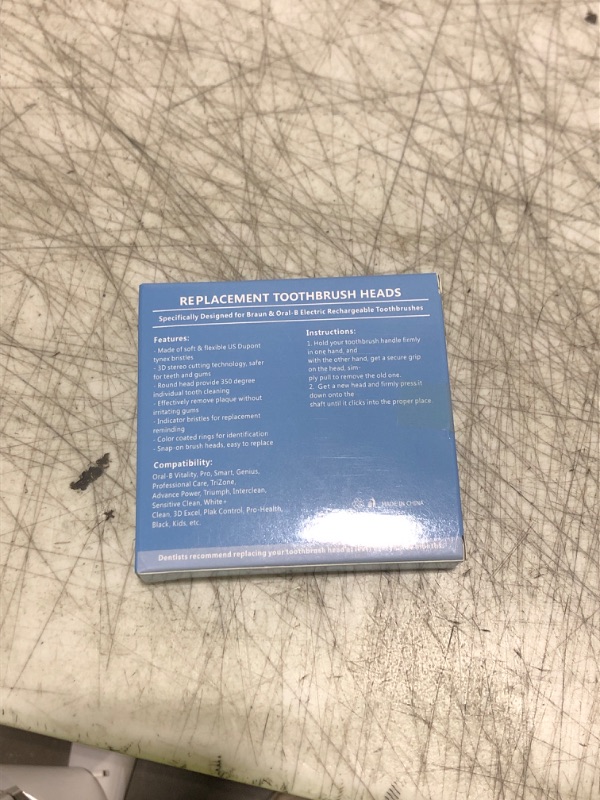 REPLACEMENT TOOTHBRUSH HEADS
Specifically Designed for Braun & Oral-B Electric Rechargeable Toothbrushes
Features:
- Made of soft & flexible US Dupont
tynex bristles
- 3D stereo cutting technology, safer
for teeth and gums
- Round head provide 350 degree
individual tooth cleaning
- Effectively remove plaque without
irritating gums
- Indicator bristles for replacement
reminding
- Color coated rings for identification
- Snap-on brush heads, easy to replace
Compatibility:
Oral-B Vitality, Pro, Smart, Genius,
Professional Care, TriZone,
Advance Power, Triumph, Interclean,
Sensitive Clean, White+
Clean, 3D Excel, Plak Control, Pro-Health,
Black, Kids, etc.
Instructions:
1. Hold your toothbrush handle firmly
in one hand, and
with the other hand, get a secure grip
on the head, sim-
ply pull to remove the old one.
2. Get a new head and firmly press it
down onto the
shaft until it clicks into the proper place.
MADE IN CHINA
Dentists recommend replacing your toothbrush head at least every months.